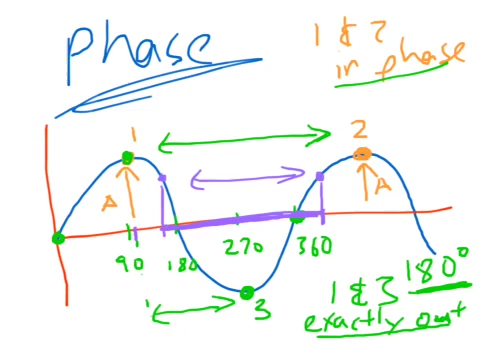 phase
1 & 2
in phase
1
2
A
A
90
180
270
360
3
1 & 3 180°
exactly out